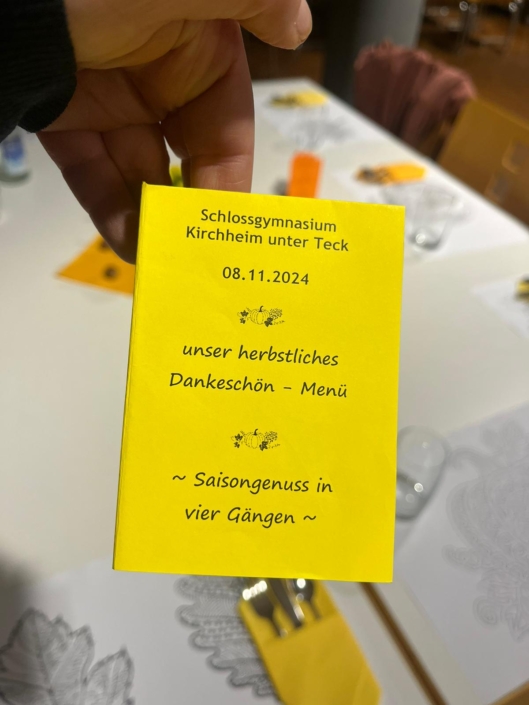 Schlossgymnasium
Kirchheim unter Teck
08.11.2024
unser herbstliches
Dankeschön - Menü
~ Saisongenuss in
vier Gängen ~